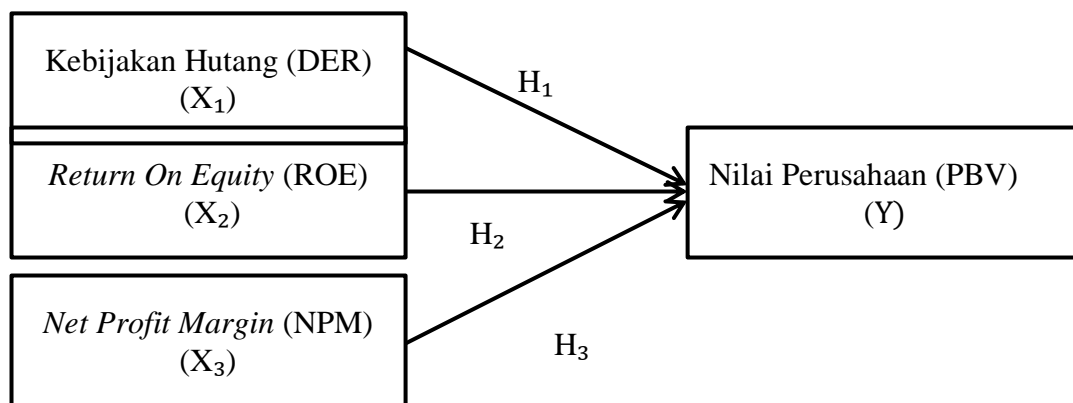 Kebijakan Hutang (DER)
(X₁)
H₁
Return On Equity (ROE)
(X₂)
H₂
Nilai Perusahaan (PBV)
(Y)
Net Profit Margin (NPM)
(X₃)
H₃